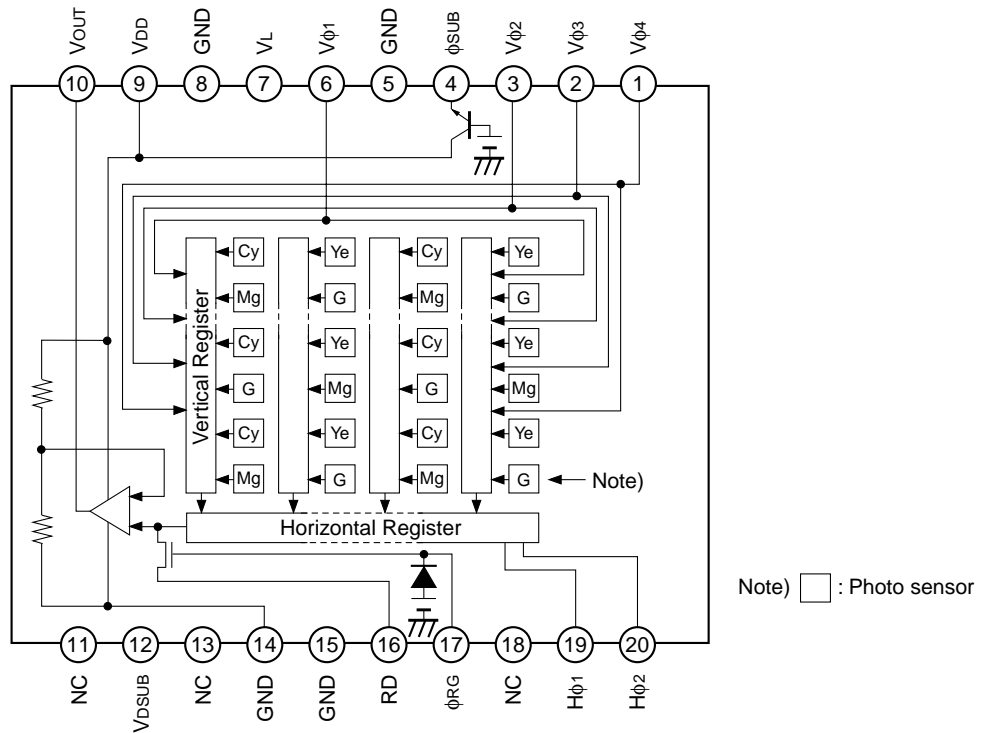 VOUT VDD GND VL Vφ1 GND φSUB Vφ2 Vφ3 Vφ4
10 9 8 7 6 5 4 3 2 1
Cy Ye Cy Ye
Mg G Mg G
Cy Ye Cy Ye
G Mg G Mg
Cy Ye Cy Ye
Mg G Mg G
Vertical Register
Note)
Horizontal Register
Note) : Photo sensor
11 12 13 14 15 16 17 18 19 20
NC VDSUB NC GND GND RD φRG NC Hφ1 Hφ2